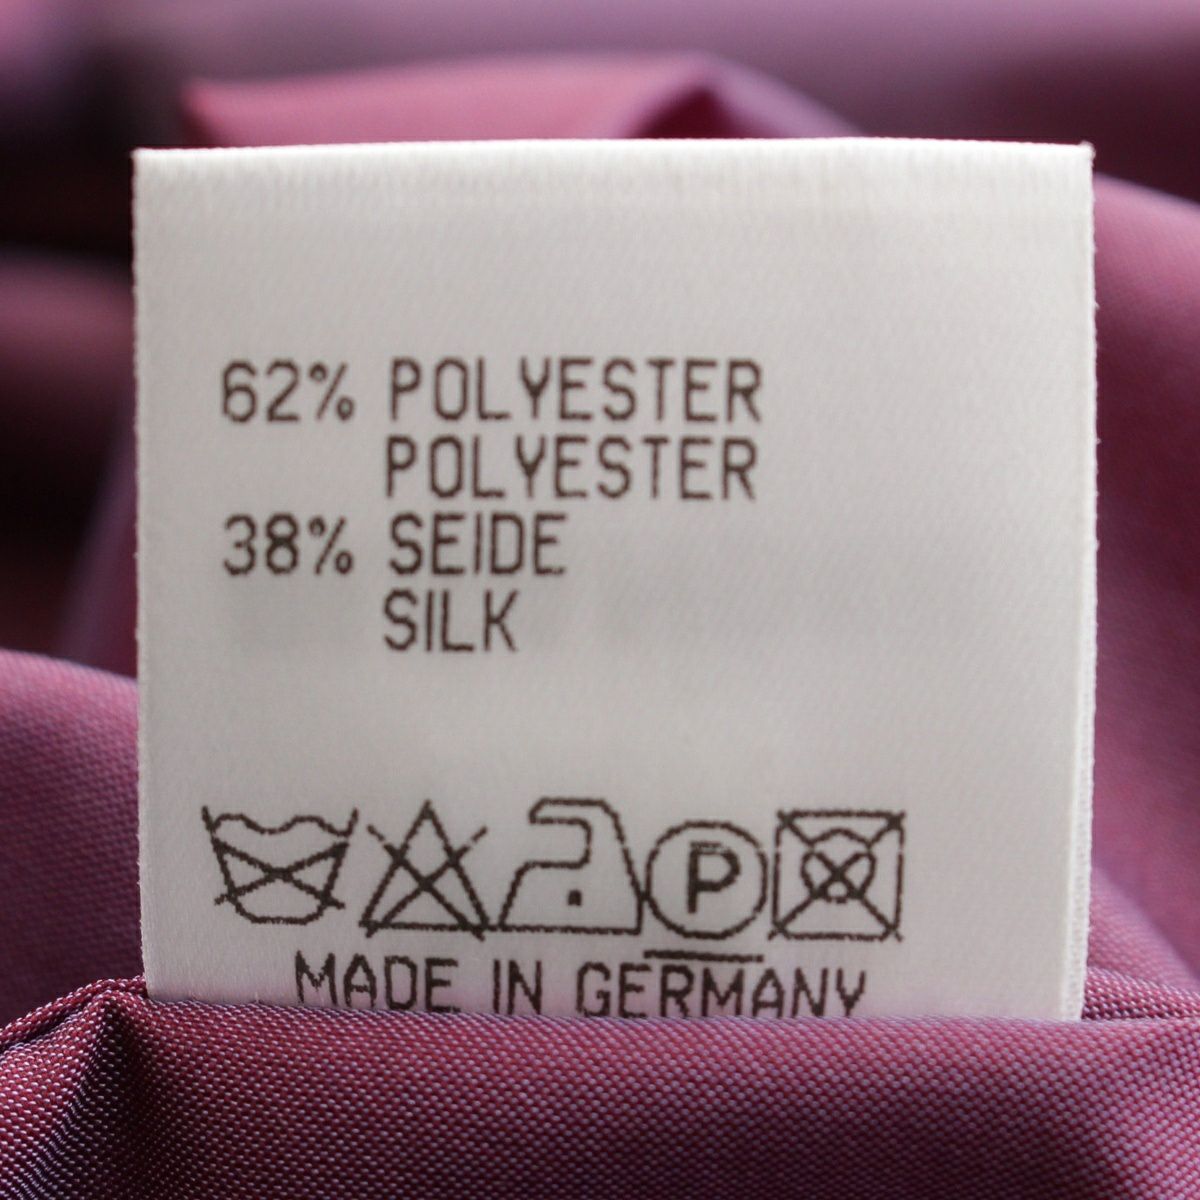 62% POLYESTER
POLYESTER
38% SEIDE
SILK
P
MADE IN GERMANY